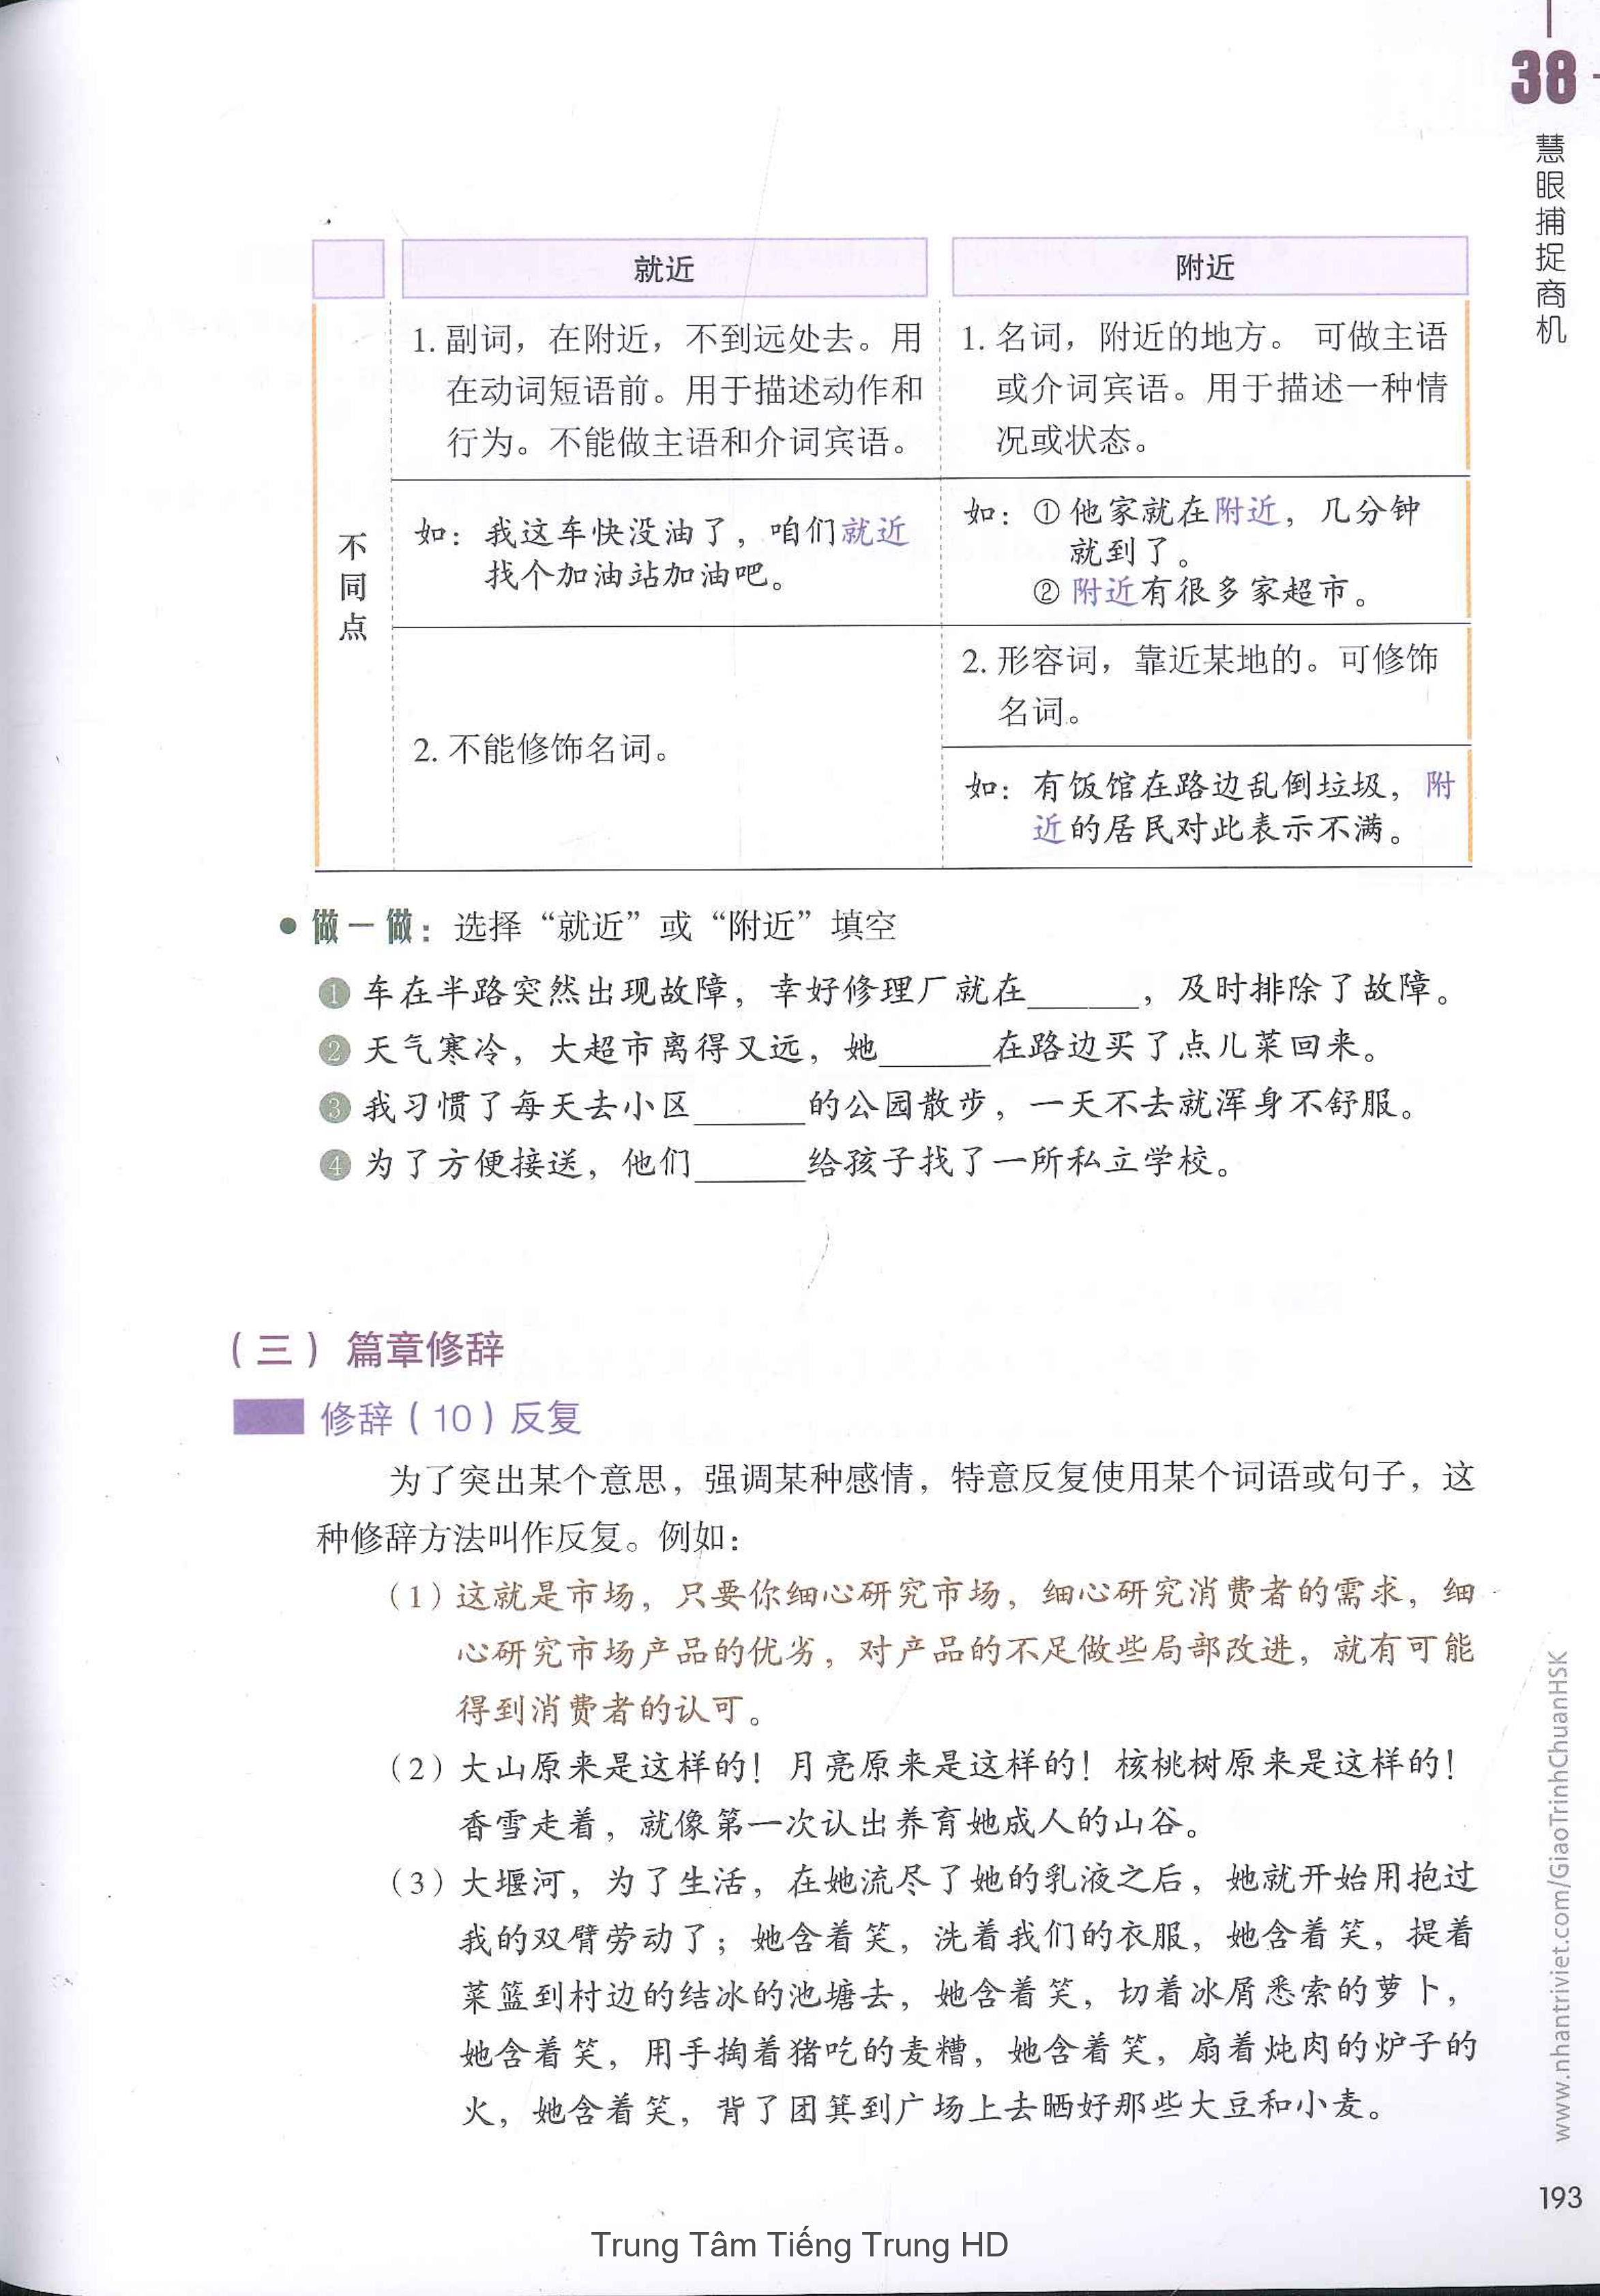 38
慧眼捕捉商机
就近
附近
不同点
1. 副词，在附近，不到远处去。用
在动词短语前。用于描述动作和
行为。不能做主语和介词宾语。
1. 名词，附近的地方。 可做主语
或介词宾语。用于描述一种情
况或状态。
如：我这车快没油了，咱们就近
找个加油站加油吧。
如：① 他家就在附近，几分钟
就到了。
② 附近有很多家超市。
2. 不能修饰名词。
2. 形容词，靠近某地的。可修饰
名词。
如：有饭馆在路边乱倒垃圾，附
近的居民对此表示不满。
● 做一做：选择“就近”或“附近”填空
1 车在半路突然出现故障，幸好修理厂就在______，及时排除了故障。
2 天气寒冷，大超市离得又远，她______在路边买了点儿菜回来。
3 我习惯了每天去小区______的公园散步，一天不去就浑身不舒服。
4 为了方便接送，他们______给孩子找了一所私立学校。
（三）篇章修辞
修辞（10）反复
为了突出某个意思，强调某种感情，特意反复使用某个词语或句子，这
种修辞方法叫作反复。例如：
（1）这就是市场，只要你细心研究市场，细心研究消费者的需求，细
心研究市场产品的优劣，对产品的不足做些局部改进，就有可能
得到消费者的认可。
（2）大山原来是这样的！月亮原来是这样的！核桃树原来是这样的！
香雪走着，就像第一次认出养育她成人的山谷。
（3）大堰河，为了生活，在她流尽了她的乳液之后，她就开始用抱过
我的双臂劳动了；她含着笑，洗着我们的衣服，她含着笑，提着
菜篮到村边的结冰的池塘去，她含着笑，切着冰屑悉索的萝卜，
她含着笑，用手掏着猪吃的麦糟，她含着笑，扇着炖肉的炉子的
火，她含着笑，背了团箕到广场上去晒好那些大豆和小麦。
www.nhantriviet.com/GiaoTrinhChuanHSK
193
Trung Tâm Tiếng Trung HD